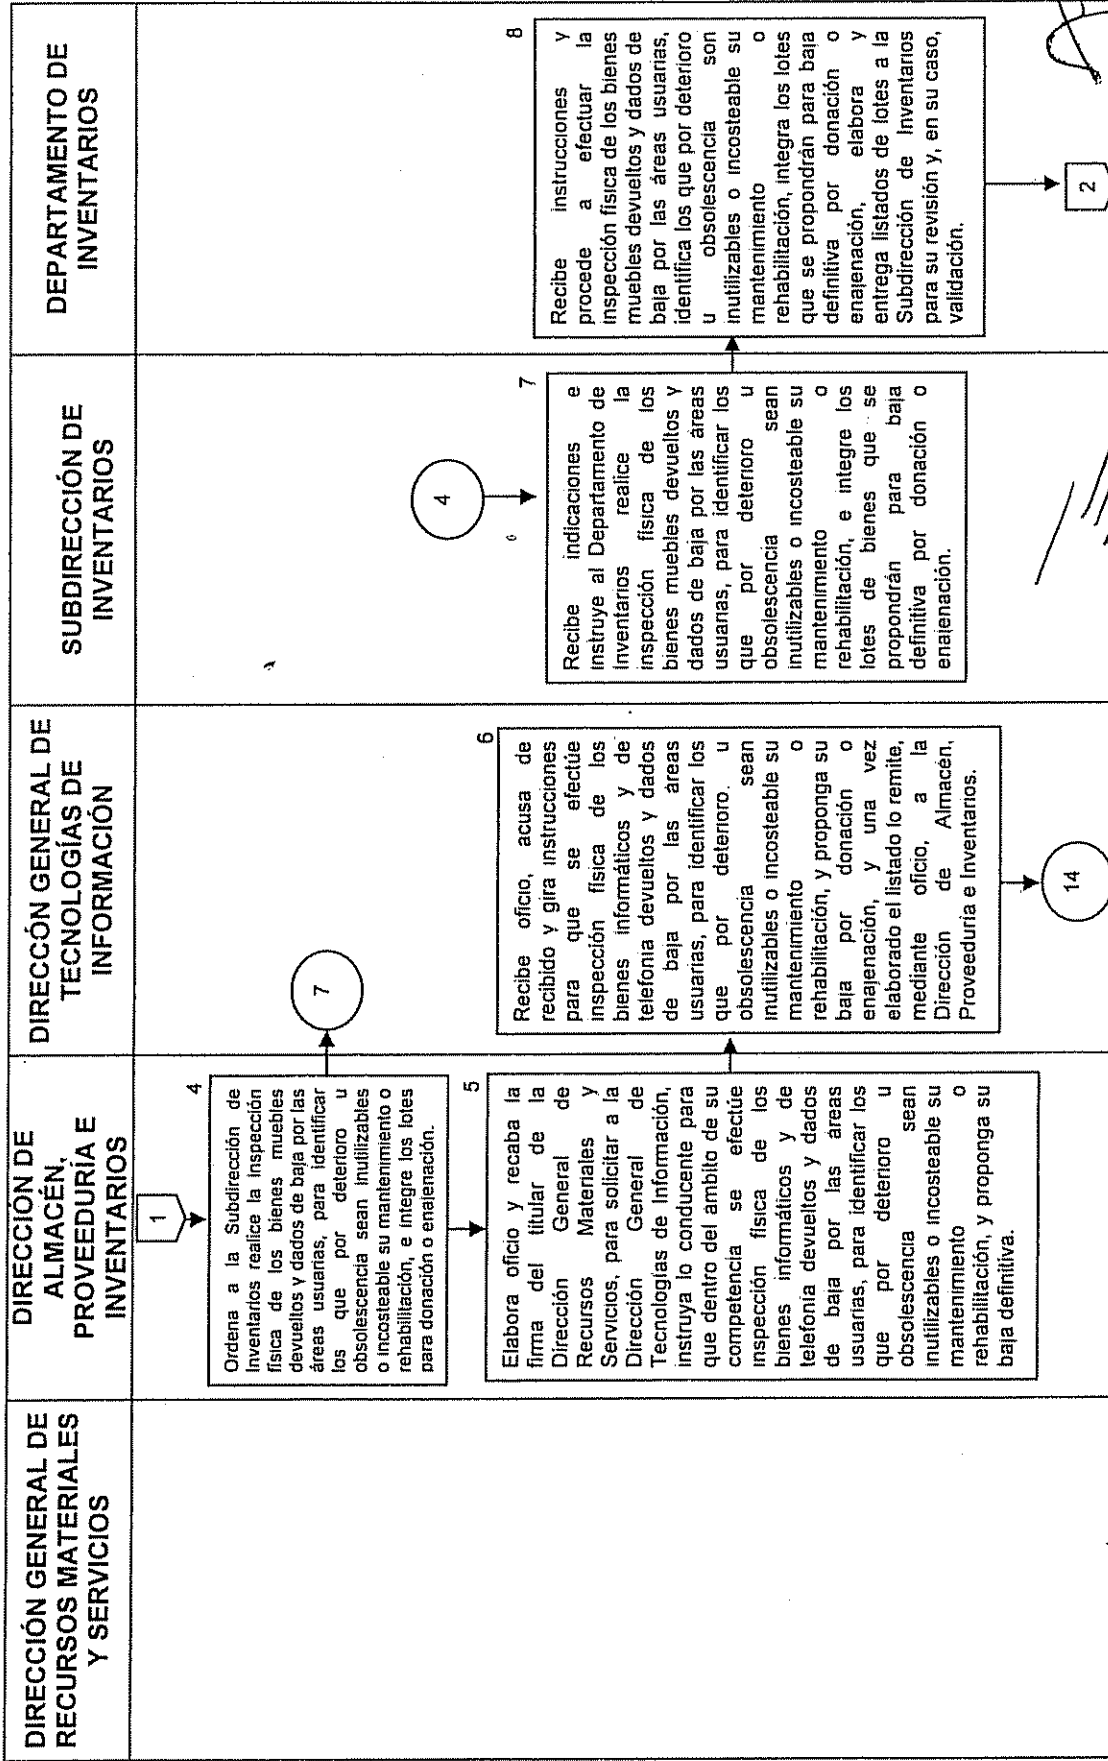 DIRECCIÓN GENERAL DE
RECURSOS MATERIALES
Y SERVICIOS
DIRECCIÓN DE
ALMACÉN,
PROVEEDURÍA E
INVENTARIOS
DIRECCÓN GENERAL DE
TECNOLOGÍAS DE
INFORMACIÓN
SUBDIRECCIÓN DE
INVENTARIOS
DEPARTAMENTO DE
INVENTARIOS
1
4
Ordena a la Subdirección de
Inventarios realice la inspección
física de los bienes muebles
devueltos y dados de baja por las
áreas usuarias, para identificar
los que por deterioro u
obsolescencia sean inutilizables
o incosteable su mantenimiento o
rehabilitación, e integre los lotes
para donación o enajenación.
7
5
Elabora oficio y recaba la
firma del titular de la
Dirección General de
Recursos Materiales y
Servicios, para solicitar a la
Dirección General de
Tecnologías de Información,
instruya lo conducente para
que dentro del ambito de su
competencia se efectúe
inspección física de los
bienes informáticos y de
telefonía devueltos y dados
de baja por las áreas
usuarias, para identificar los
que por deterioro u
obsolescencia sean
inutilizables o incosteable su
mantenimiento o
rehabilitación, y proponga su
baja definitiva.
6
Recibe oficio, acusa de
recibido y gira instrucciones
para que se efectúe
inspección física de los
bienes informáticos y de
telefonía devueltos y dados
de baja por las áreas
usuarias, para identificar los
que por deterioro. u
obsolescencia sean
inutilizables o incosteable su
mantenimiento o
rehabilitación, y proponga su
baja por donación o
enajenación, y una vez
elaborado el listado lo remite,
mediante oficio, a la
Dirección de Almacén,
Proveeduria e Inventarios.
14
4
7
Recibe indicaciones e
instruye al Departamento de
Inventarios realice la
inspección física de los
bienes muebles devueltos y
dados de baja por las áreas
usuarias, para identificar los
que por deterioro u
obsolescencia sean
inutilizables o incosteable su
mantenimiento o
rehabilitación, e integre los
lotes de bienes que se
propondrán para baja
definitiva por donación o
enajenación.
8
Recibe instrucciones y
procede a efectuar la
inspección física de los bienes
muebles devueltos y dados de
baja por las áreas usuarias,
identifica los que por deterioro
u obsolescencia son
inutilizables o incosteable su
mantenimiento o
rehabilitación, integra los lotes
que se propondrán para baja
definitiva por donación o
enajenación, elabora y
entrega listados de lotes a la
Subdirección de Inventarios
para su revisión y, en su caso,
validación.
2